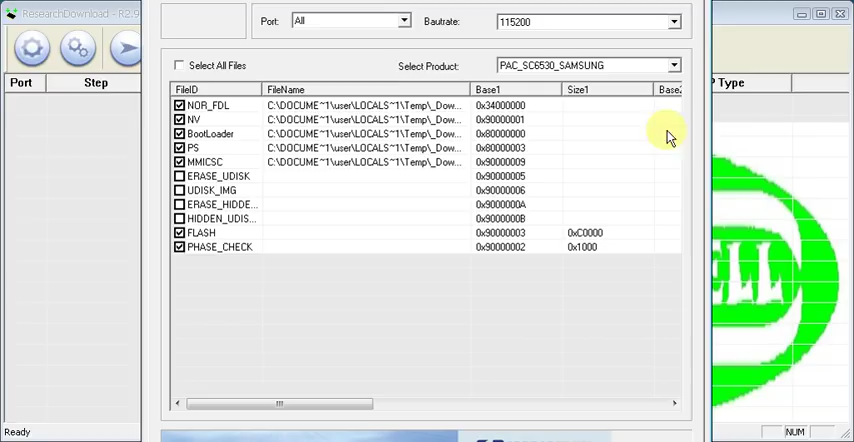 ResearchDownload - R2.9
Port: All Bautrate: 115200
Select All Files Select Product: PAC_SC6530_SAMSUNG
Port Step P Type
FileID FileName Base1 Size1 Base2
NOR_FDL C:\DOCUME~1\user\LOCALS~1\Temp\_Dow... 0x34000000
NV C:\DOCUME~1\user\LOCALS~1\Temp\_Dow... 0x90000001
BootLoader C:\DOCUME~1\user\LOCALS~1\Temp\_Dow... 0x80000000
PS C:\DOCUME~1\user\LOCALS~1\Temp\_Dow... 0x80000003
MMICSC C:\DOCUME~1\user\LOCALS~1\Temp\_Dow... 0x90000009
ERASE_UDISK 0x90000005
UDISK_IMG 0x90000006
ERASE_HIDDE... 0x9000000A
HIDDEN_UDIS... 0x9000000B
FLASH 0x90000003 0xC0000
PHASE_CHECK 0x90000002 0x1000
ELL
Ready NUM